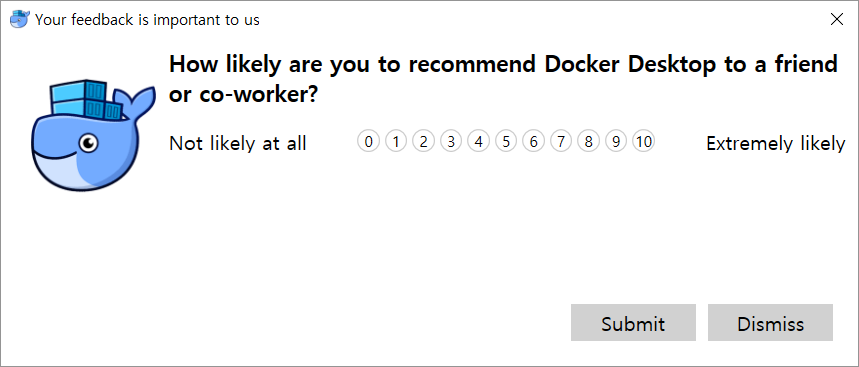 Your feedback is important to us
How likely are you to recommend Docker Desktop to a friend
or co-worker?
Not likely at all 0 1 2 3 4 5 6 7 8 9 10 Extremely likely
Submit Dismiss